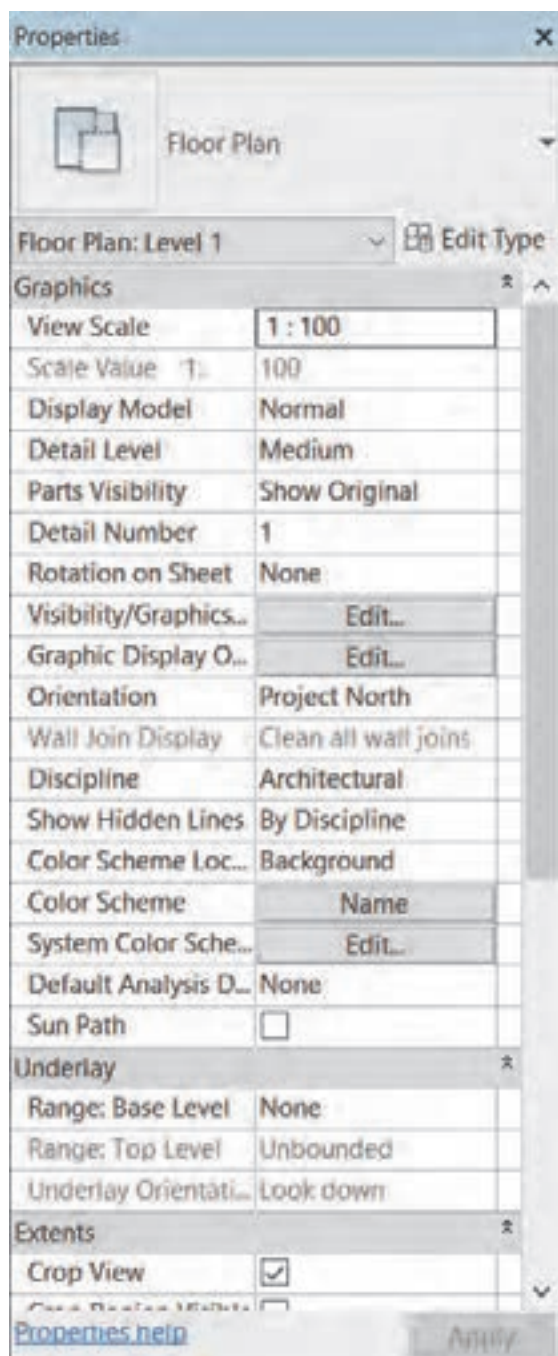 Properties
Floor Plan
Floor Plan: Level 1 Edit Type
Graphics
View Scale 1 : 100
Scale Value 1: 100
Display Model Normal
Detail Level Medium
Parts Visibility Show Original
Detail Number 1
Rotation on Sheet None
Visibility/Graphics... Edit...
Graphic Display O... Edit...
Orientation Project North
Wall Join Display Clean all wall joins
Discipline Architectural
Show Hidden Lines By Discipline
Color Scheme Loc... Background
Color Scheme Name
System Color Sche... Edit...
Default Analysis D... None
Sun Path
Underlay
Range: Base Level None
Range: Top Level Unbounded
Underlay Orientati... Look down
Extents
Crop View
Properties help Apply